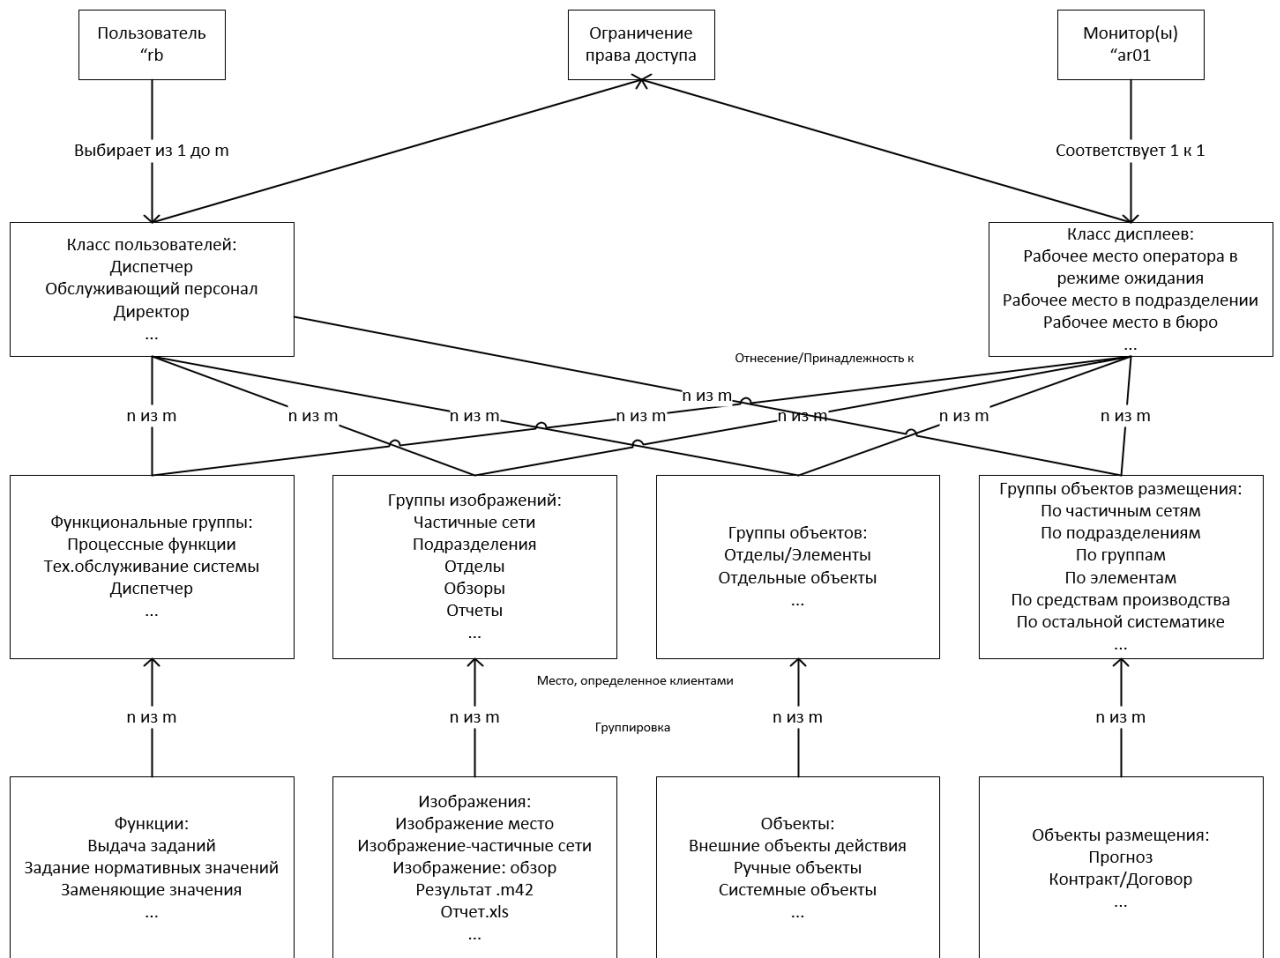 Пользователь
“rb
Ограничение
права доступа
Монитор(ы)
“ar01
Выбирает из 1 до m
Соответствует 1 к 1
Класс пользователей:
Диспетчер
Обслуживающий персонал
Директор
...
Класс дисплеев:
Рабочее место оператора в
режиме ожидания
Рабочее место в подразделении
Рабочее место в бюро
...
Отнесение/Принадлежность к
n из m
n из m
n из m
n из m
n из m
n из m
n из m
n из m
Функциональные группы:
Процессные функции
Тех.обслуживание системы
Диспетчер
...
Группы изображений:
Частичные сети
Подразделения
Отделы
Обзоры
Отчеты
...
Группы объектов:
Отделы/Элементы
Отдельные объекты
...
Группы объектов размещения:
По частичным сетям
По подразделениям
По группам
По элементам
По средствам производства
По остальной систематике
...
Место, определенное клиентами
n из m
n из m
n из m
n из m
Группировка
Функции:
Выдача заданий
Задание нормативных значений
Заменяющие значения
...
Изображения:
Изображение место
Изображение-частичные сети
Изображение: обзор
Результат .m42
Отчет.xls
...
Объекты:
Внешние объекты действия
Ручные объекты
Системные объекты
...
Объекты размещения:
Прогноз
Контракт/Договор
...